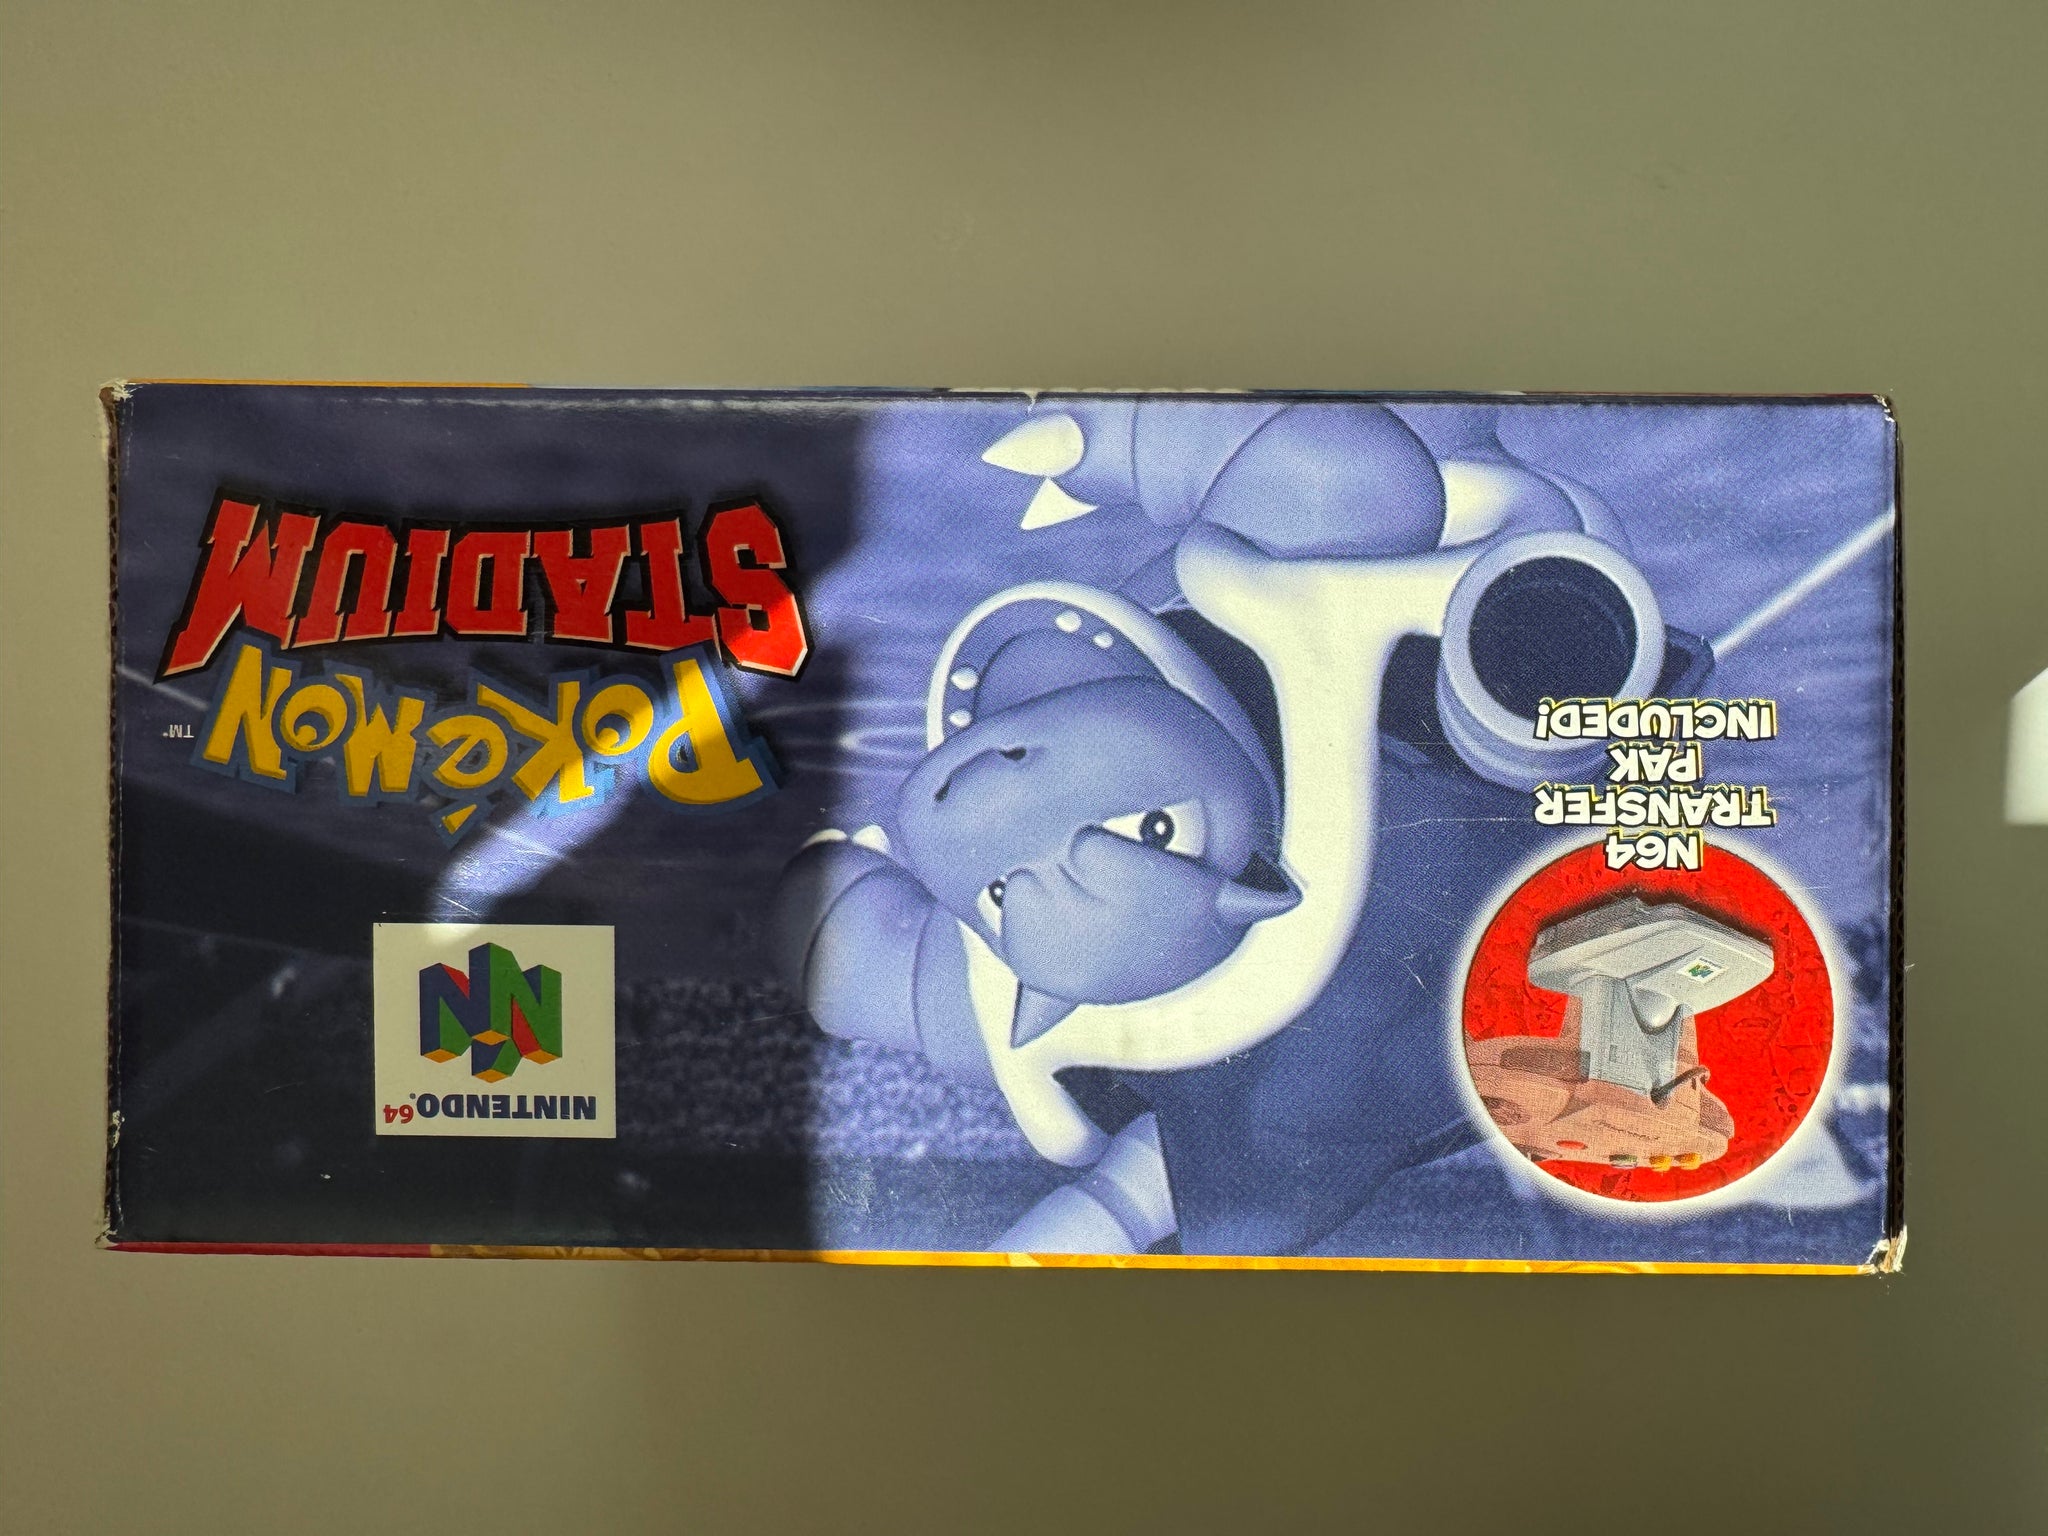 N64
TRANSFER
PAK
INCLUDED!
NINTENDO 64
POKéMON™
STADIUM